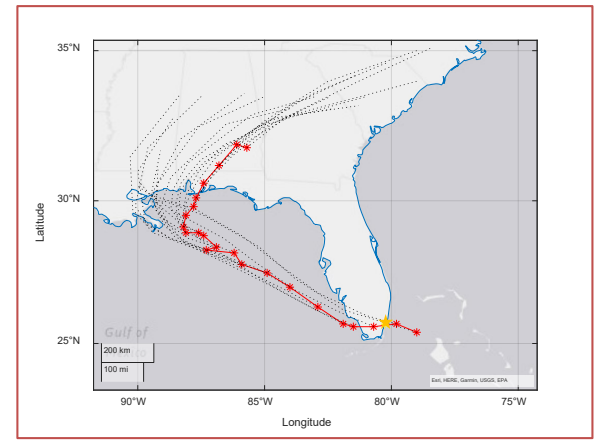 35°N
30°N
25°N
Latitude
Gulf of
200 km
100 mi
Esri, HERE, Garmin, USGS, EPA
90°W
85°W
80°W
75°W
Longitude